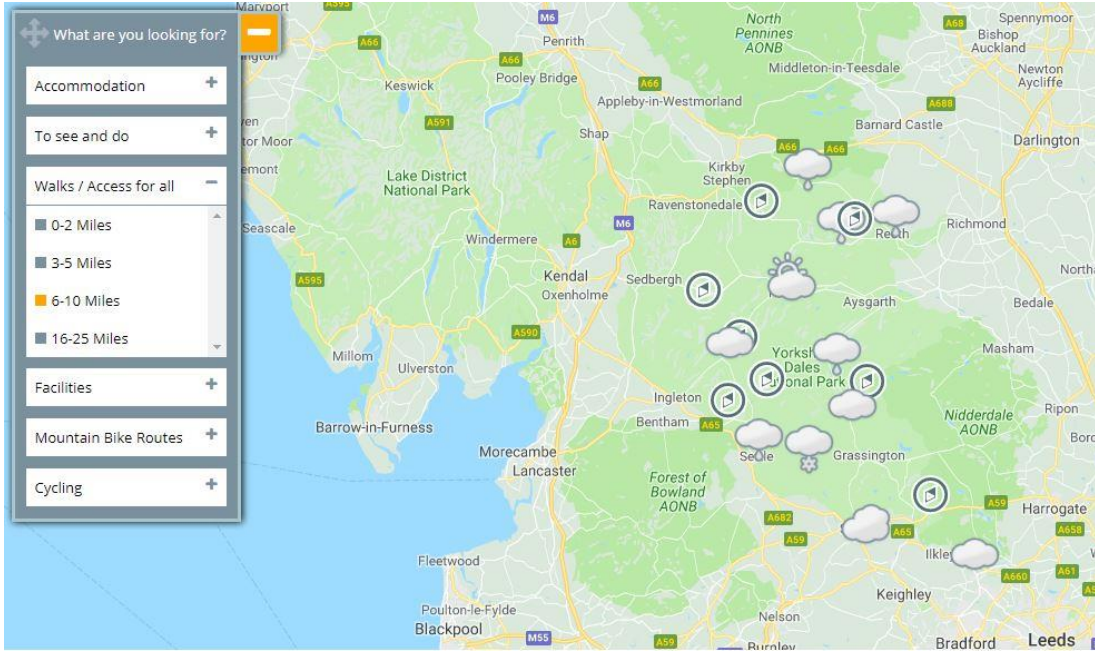 What are you looking for?
Accommodation
To see and do
Walks / Access for all
0-2 Miles
3-5 Miles
6-10 Miles
16-25 Miles
Facilities
Mountain Bike Routes
Cycling
Maryport
A595
M6
North
Pennines
AONB
A68
Spennymoor
Bishop
Auckland
A66
Penrith
Middleton-in-Teesdale
Newton
Aycliffe
A66
Pooley Bridge
Keswick
A66
Appleby-in-Westmorland
A688
Barnard Castle
A591
Shap
Darlington
A66
A66
Kirkby
Stephen
Lake District
National Park
Ravenstonedale
Seascale
M6
Reeth
Richmond
Windermere
A6
A595
Kendal
Sedbergh
Oxenholme
Aysgarth
Bedale
A590
Masham
Millom
Ulverston
Dales
Ingleton
Ripon
Barrow-in-Furness
Bentham
A65
Nidderdale
AONB
Morecambe
Lancaster
Grassington
Forest of
Bowland
AONB
A59
Harrogate
A682
A59
A65
A658
Fleetwood
A660
A61
Keighley
Poulton-le-Fylde
Blackpool
Nelson
M55
A59
Burnley
Bradford
Leeds